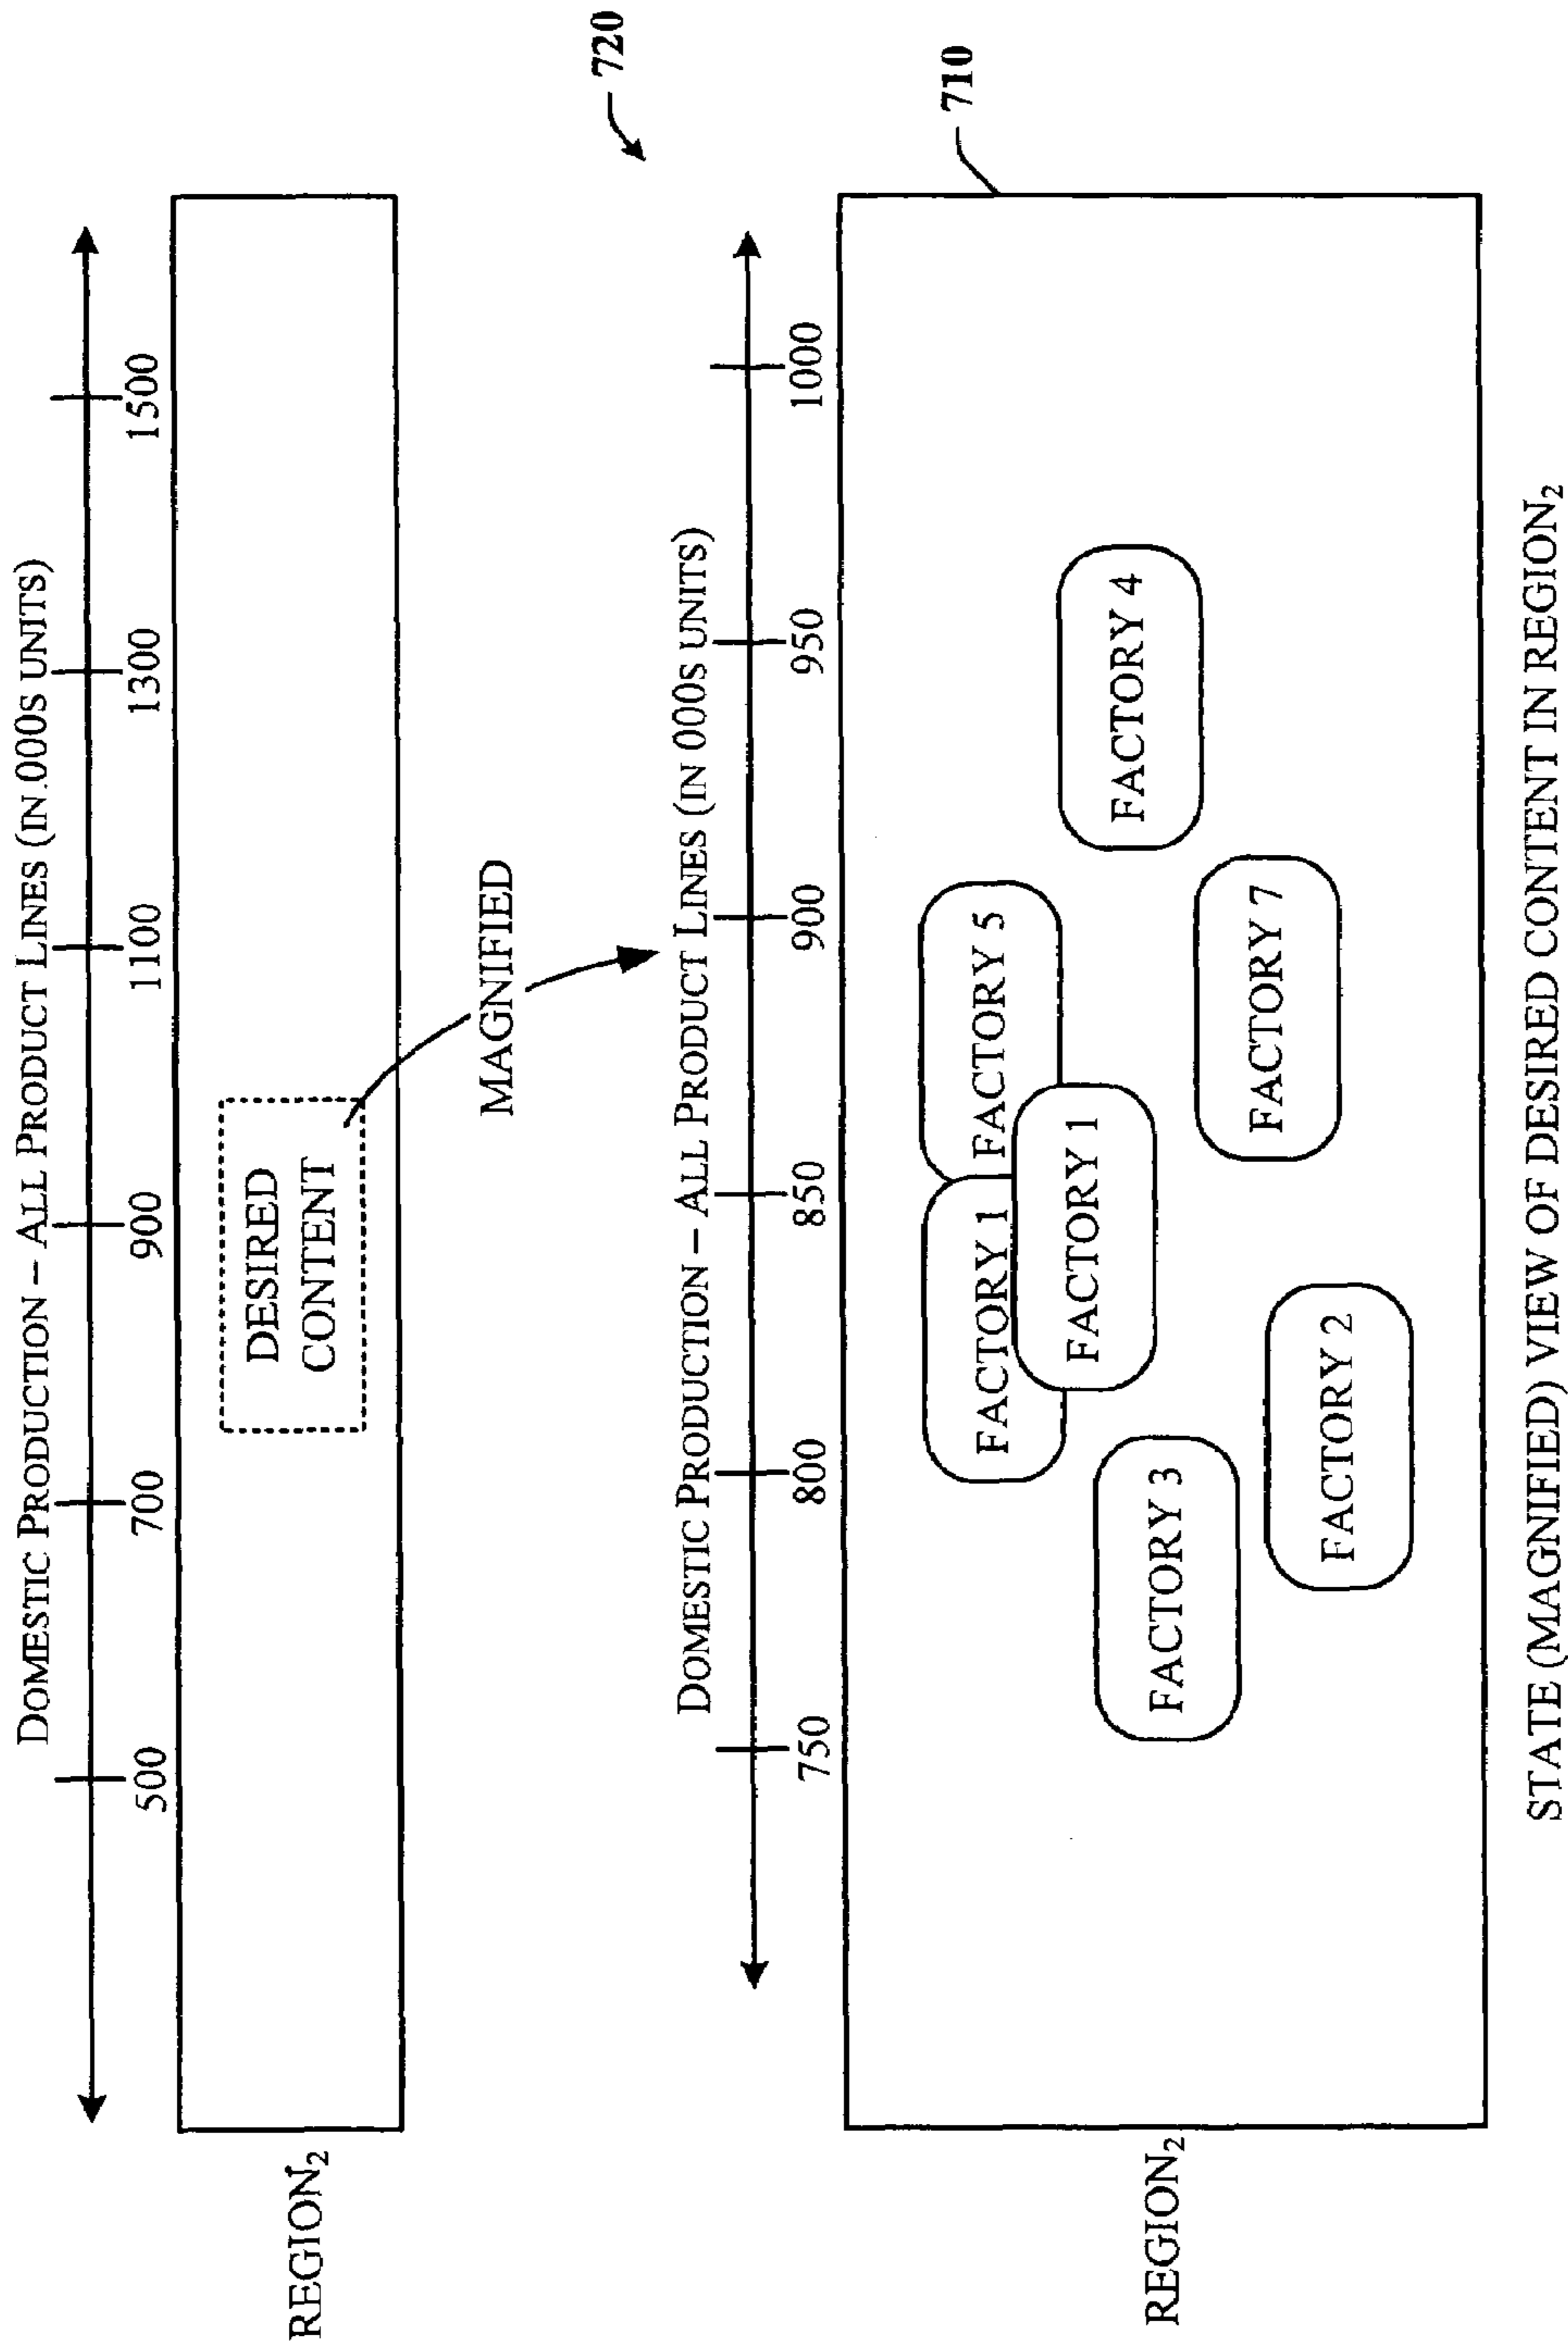 DOMESTIC PRODUCTION – ALL PRODUCT LINES (IN.000S UNITS)
500 700 900 1100 1300 1500
REGION₂
DESIRED
CONTENT
MAGNIFIED
720
DOMESTIC PRODUCTION – ALL PRODUCT LINES (IN 000S UNITS)
750 800 850 900 950 1000
710
REGION₂
FACTORY 1
FACTORY 5
FACTORY 1
FACTORY 4
FACTORY 3
FACTORY 7
FACTORY 2
STATE (MAGNIFIED) VIEW OF DESIRED CONTENT IN REGION₂